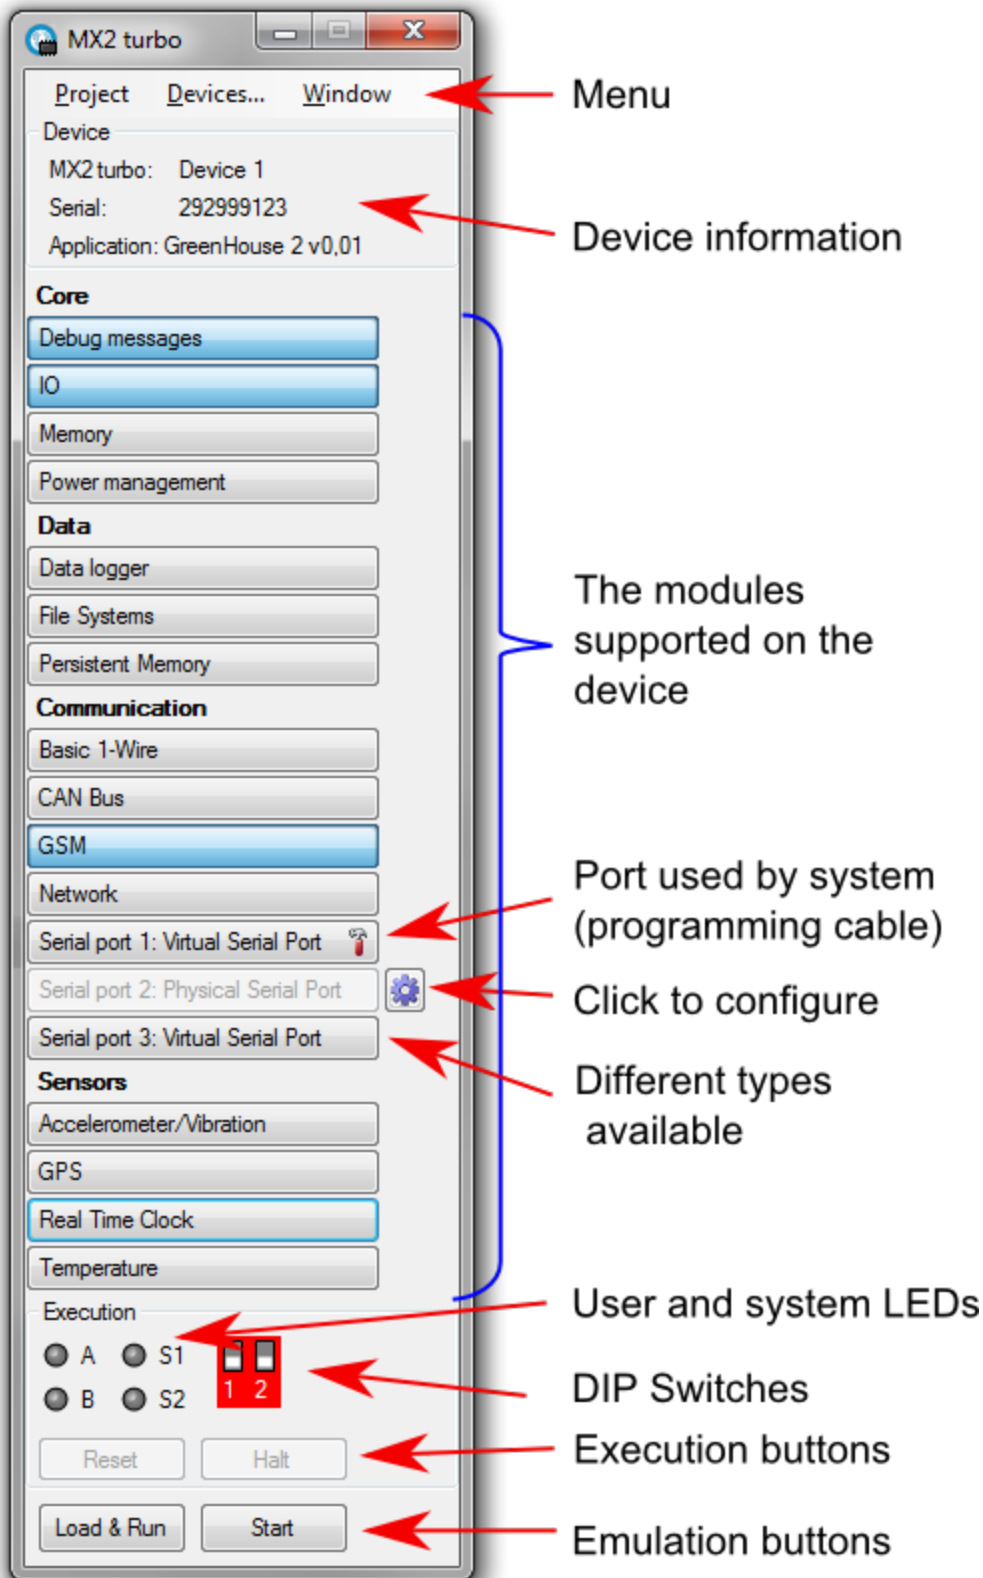 MX2 turbo
Project Devices... Window
Menu
Device
MX2 turbo: Device 1
Serial: 292999123
Application: GreenHouse 2 v0,01
Device information
Core
Debug messages
IO
Memory
Power management
Data
Data logger
File Systems
Persistent Memory
The modules
supported on the
device
Communication
Basic 1-Wire
CAN Bus
GSM
Network
Serial port 1: Virtual Serial Port
Port used by system
(programming cable)
Serial port 2: Physical Serial Port
Click to configure
Serial port 3: Virtual Serial Port
Different types
available
Sensors
Accelerometer/Vibration
GPS
Real Time Clock
Temperature
Execution
User and system LEDs
A S1
B S2
1 2
DIP Switches
Reset Halt
Execution buttons
Load & Run Start
Emulation buttons